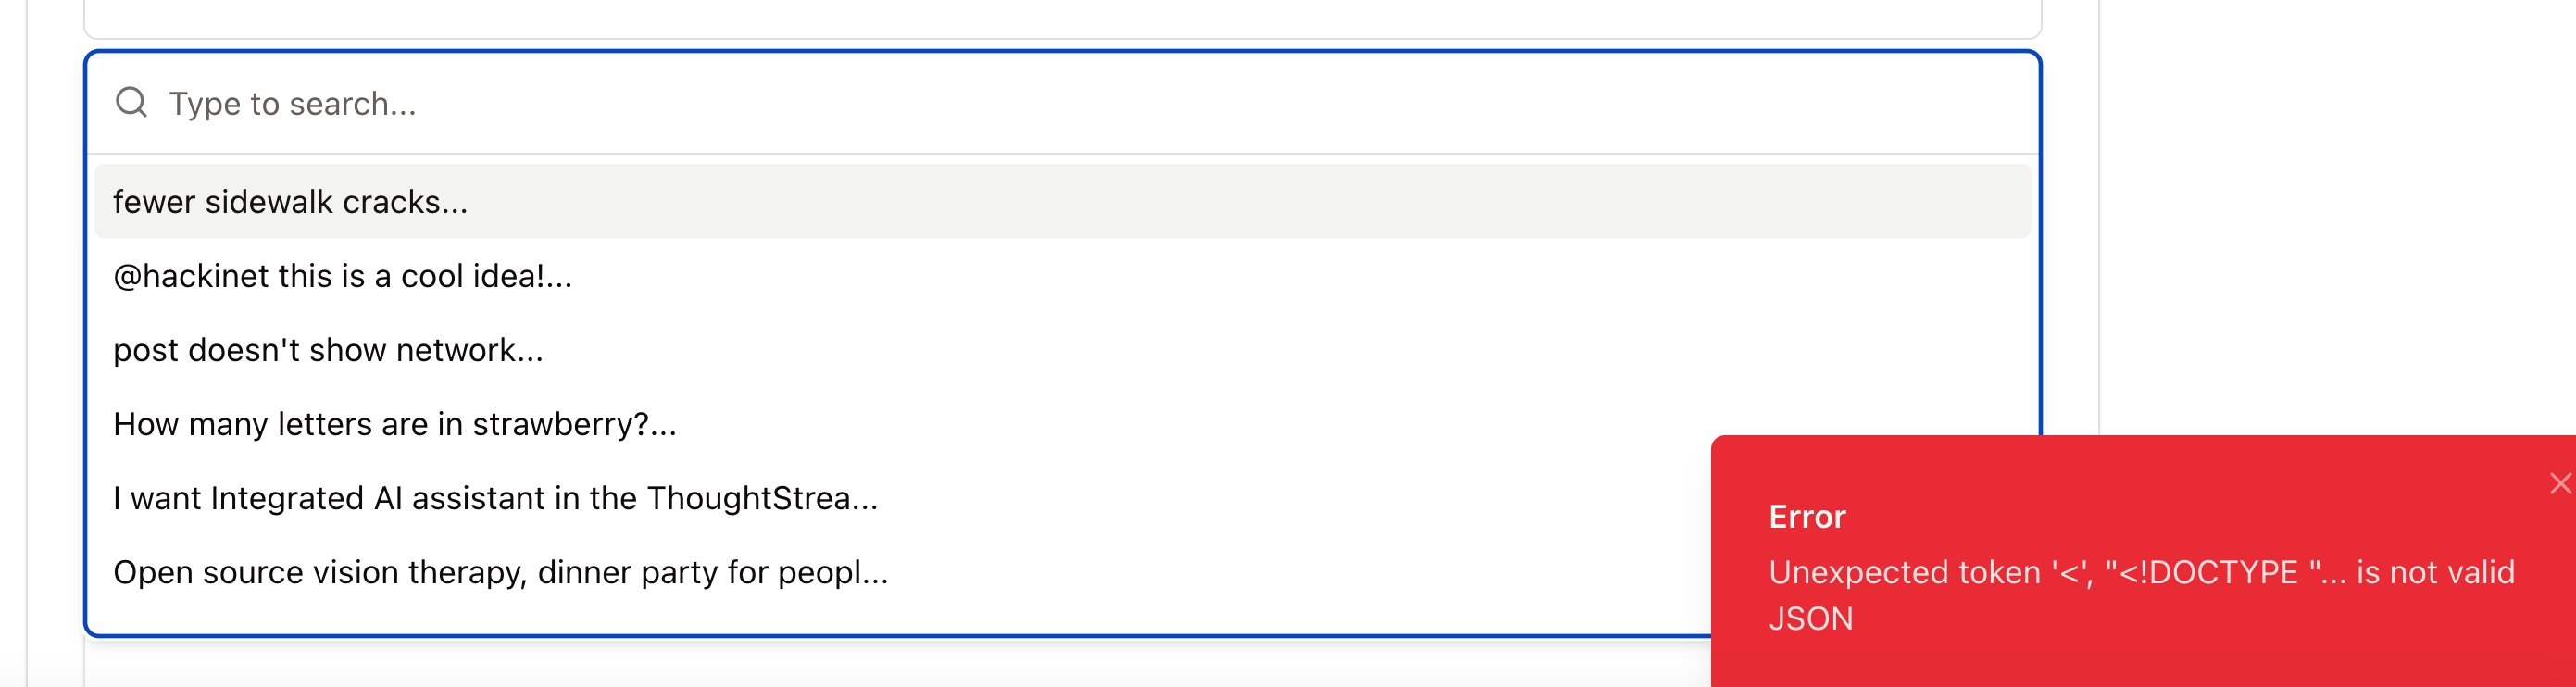 Type to search...
fewer sidewalk cracks...
@hackinet this is a cool idea!...
post doesn't show network...
How many letters are in strawberry?...
I want Integrated AI assistant in the ThoughtStrea...
Open source vision therapy, dinner party for peopl...
Error
Unexpected token '<', "<!DOCTYPE "... is not valid
JSON